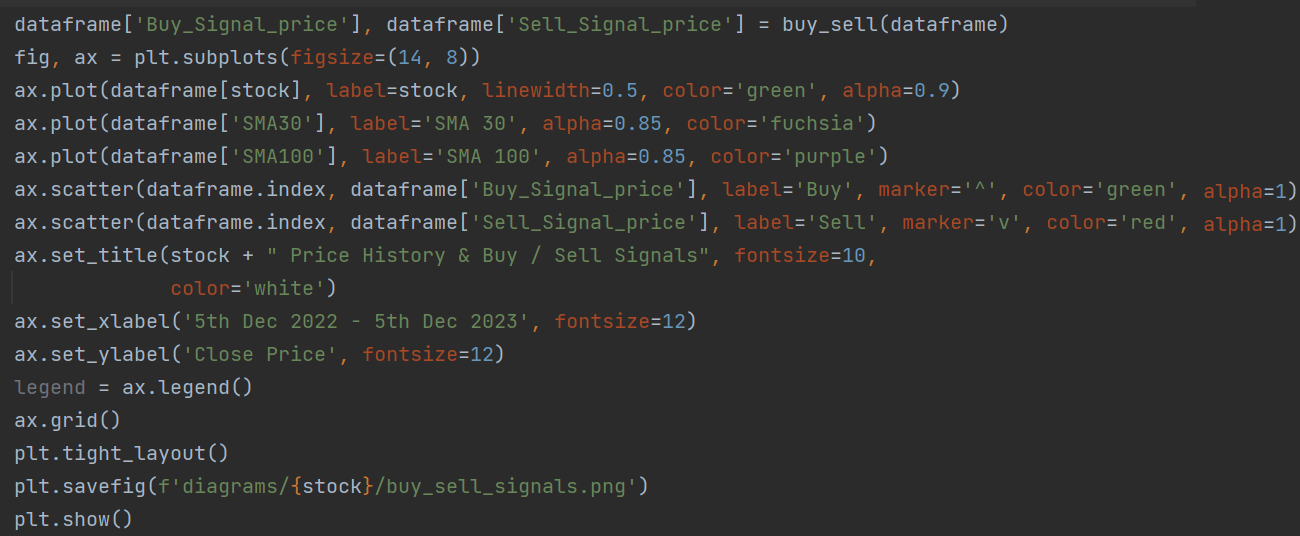 dataframe['Buy_Signal_price'], dataframe['Sell_Signal_price'] = buy_sell(dataframe)
fig, ax = plt.subplots(figsize=(14, 8))
ax.plot(dataframe[stock], label=stock, linewidth=0.5, color='green', alpha=0.9)
ax.plot(dataframe['SMA30'], label='SMA 30', alpha=0.85, color='fuchsia')
ax.plot(dataframe['SMA100'], label='SMA 100', alpha=0.85, color='purple')
ax.scatter(dataframe.index, dataframe['Buy_Signal_price'], label='Buy', marker='^', color='green', alpha=1)
ax.scatter(dataframe.index, dataframe['Sell_Signal_price'], label='Sell', marker='v', color='red', alpha=1)
ax.set_title(stock + " Price History & Buy / Sell Signals", fontsize=10,
             color='white')
ax.set_xlabel('5th Dec 2022 - 5th Dec 2023', fontsize=12)
ax.set_ylabel('Close Price', fontsize=12)
legend = ax.legend()
ax.grid()
plt.tight_layout()
plt.savefig(f'diagrams/{stock}/buy_sell_signals.png')
plt.show()